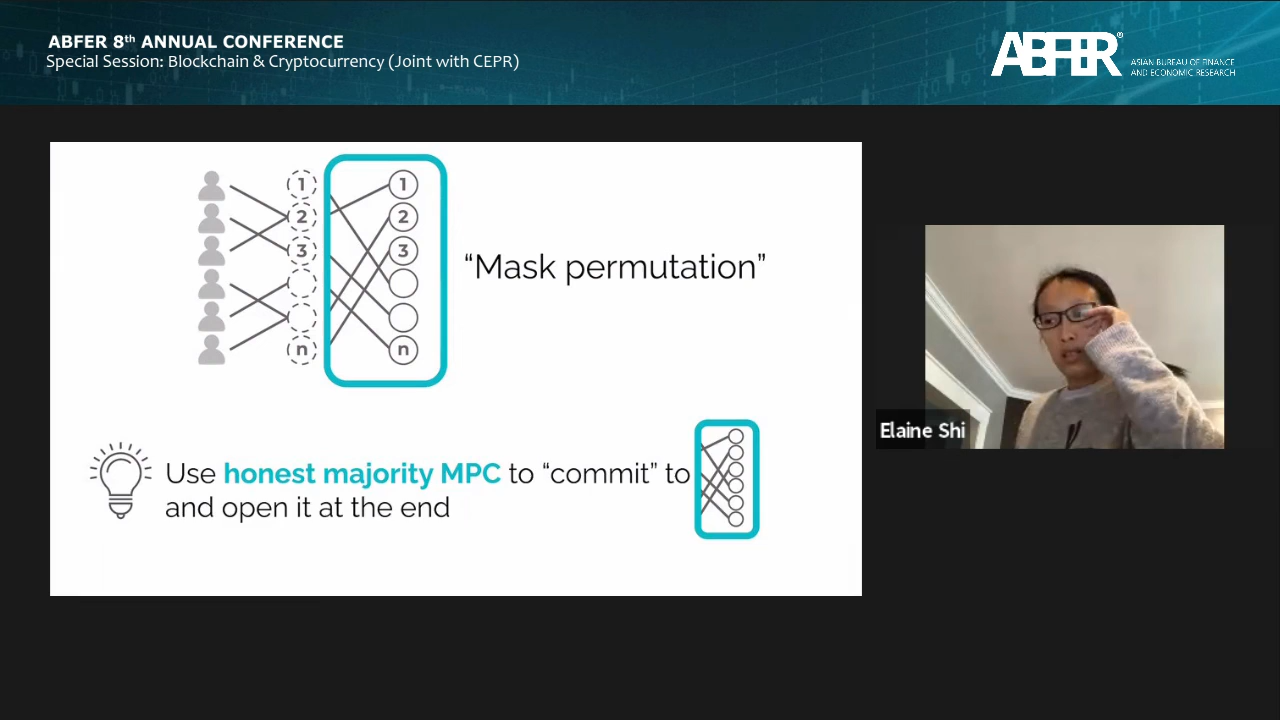 ABFER 8th ANNUAL CONFERENCE
Special Session: Blockchain & Cryptocurrency (Joint with CEPR)
ABFER®
ASIAN BUREAU OF FINANCE
AND ECONOMIC RESEARCH
1
2
3
n
1
2
3
n
“Mask permutation”
Use honest majority MPC to “commit” to
and open it at the end
Elaine Shi